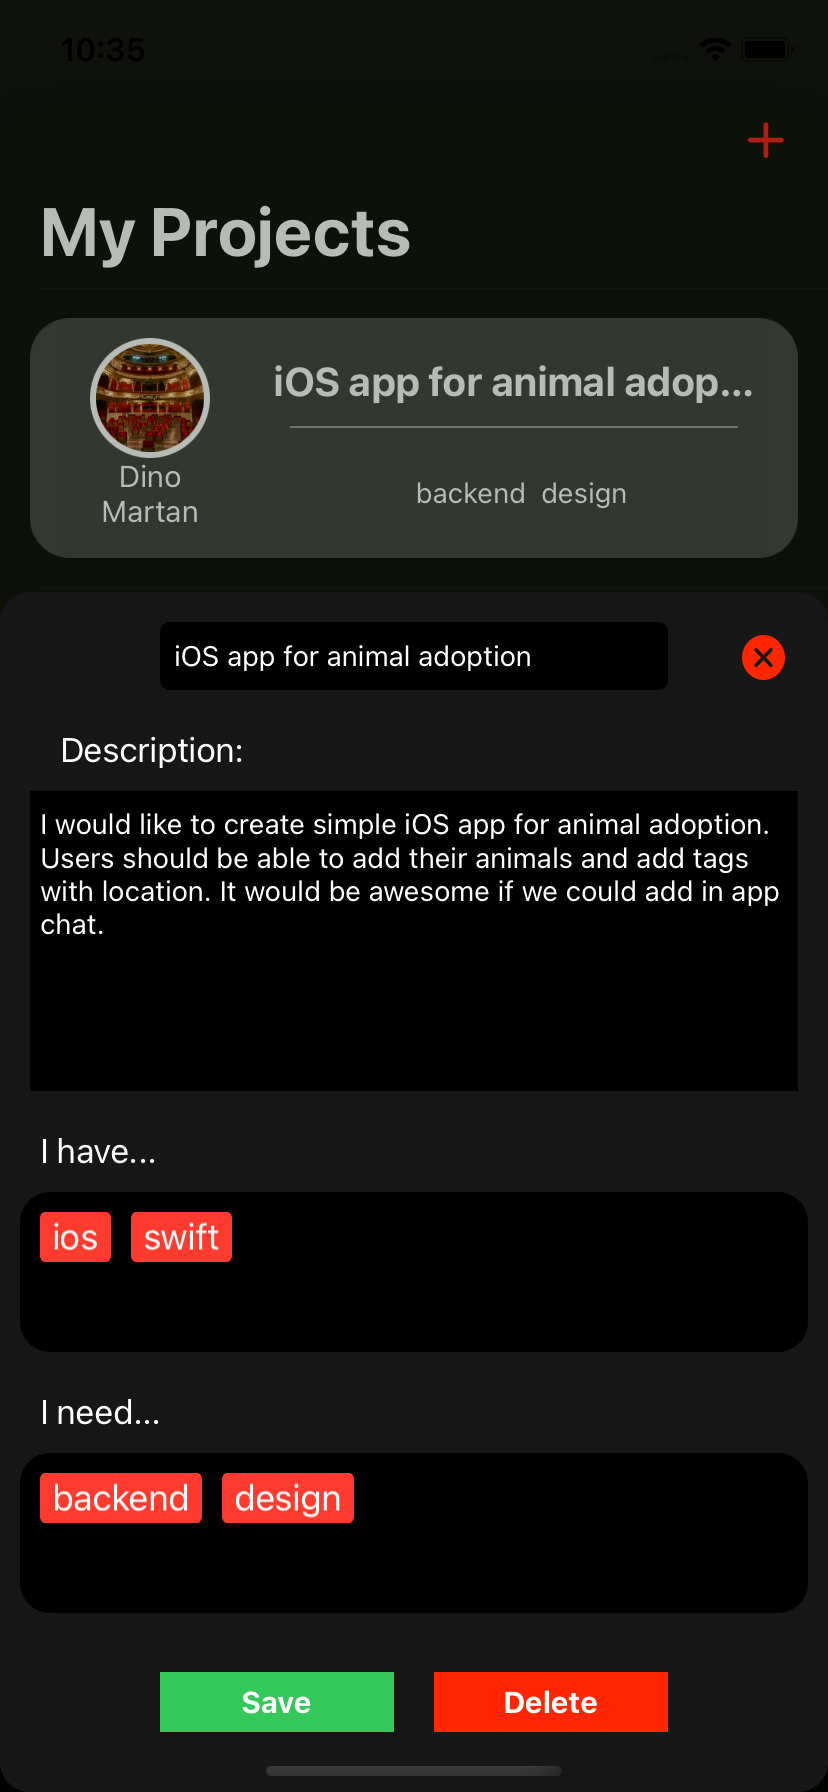 10:35
My Projects
iOS app for animal adop...
Dino
Martan
backend design
iOS app for animal adoption
Description:
I would like to create simple iOS app for animal adoption.
Users should be able to add their animals and add tags
with location. It would be awesome if we could add in app
chat.
I have...
ios swift
I need...
backend design
Save Delete